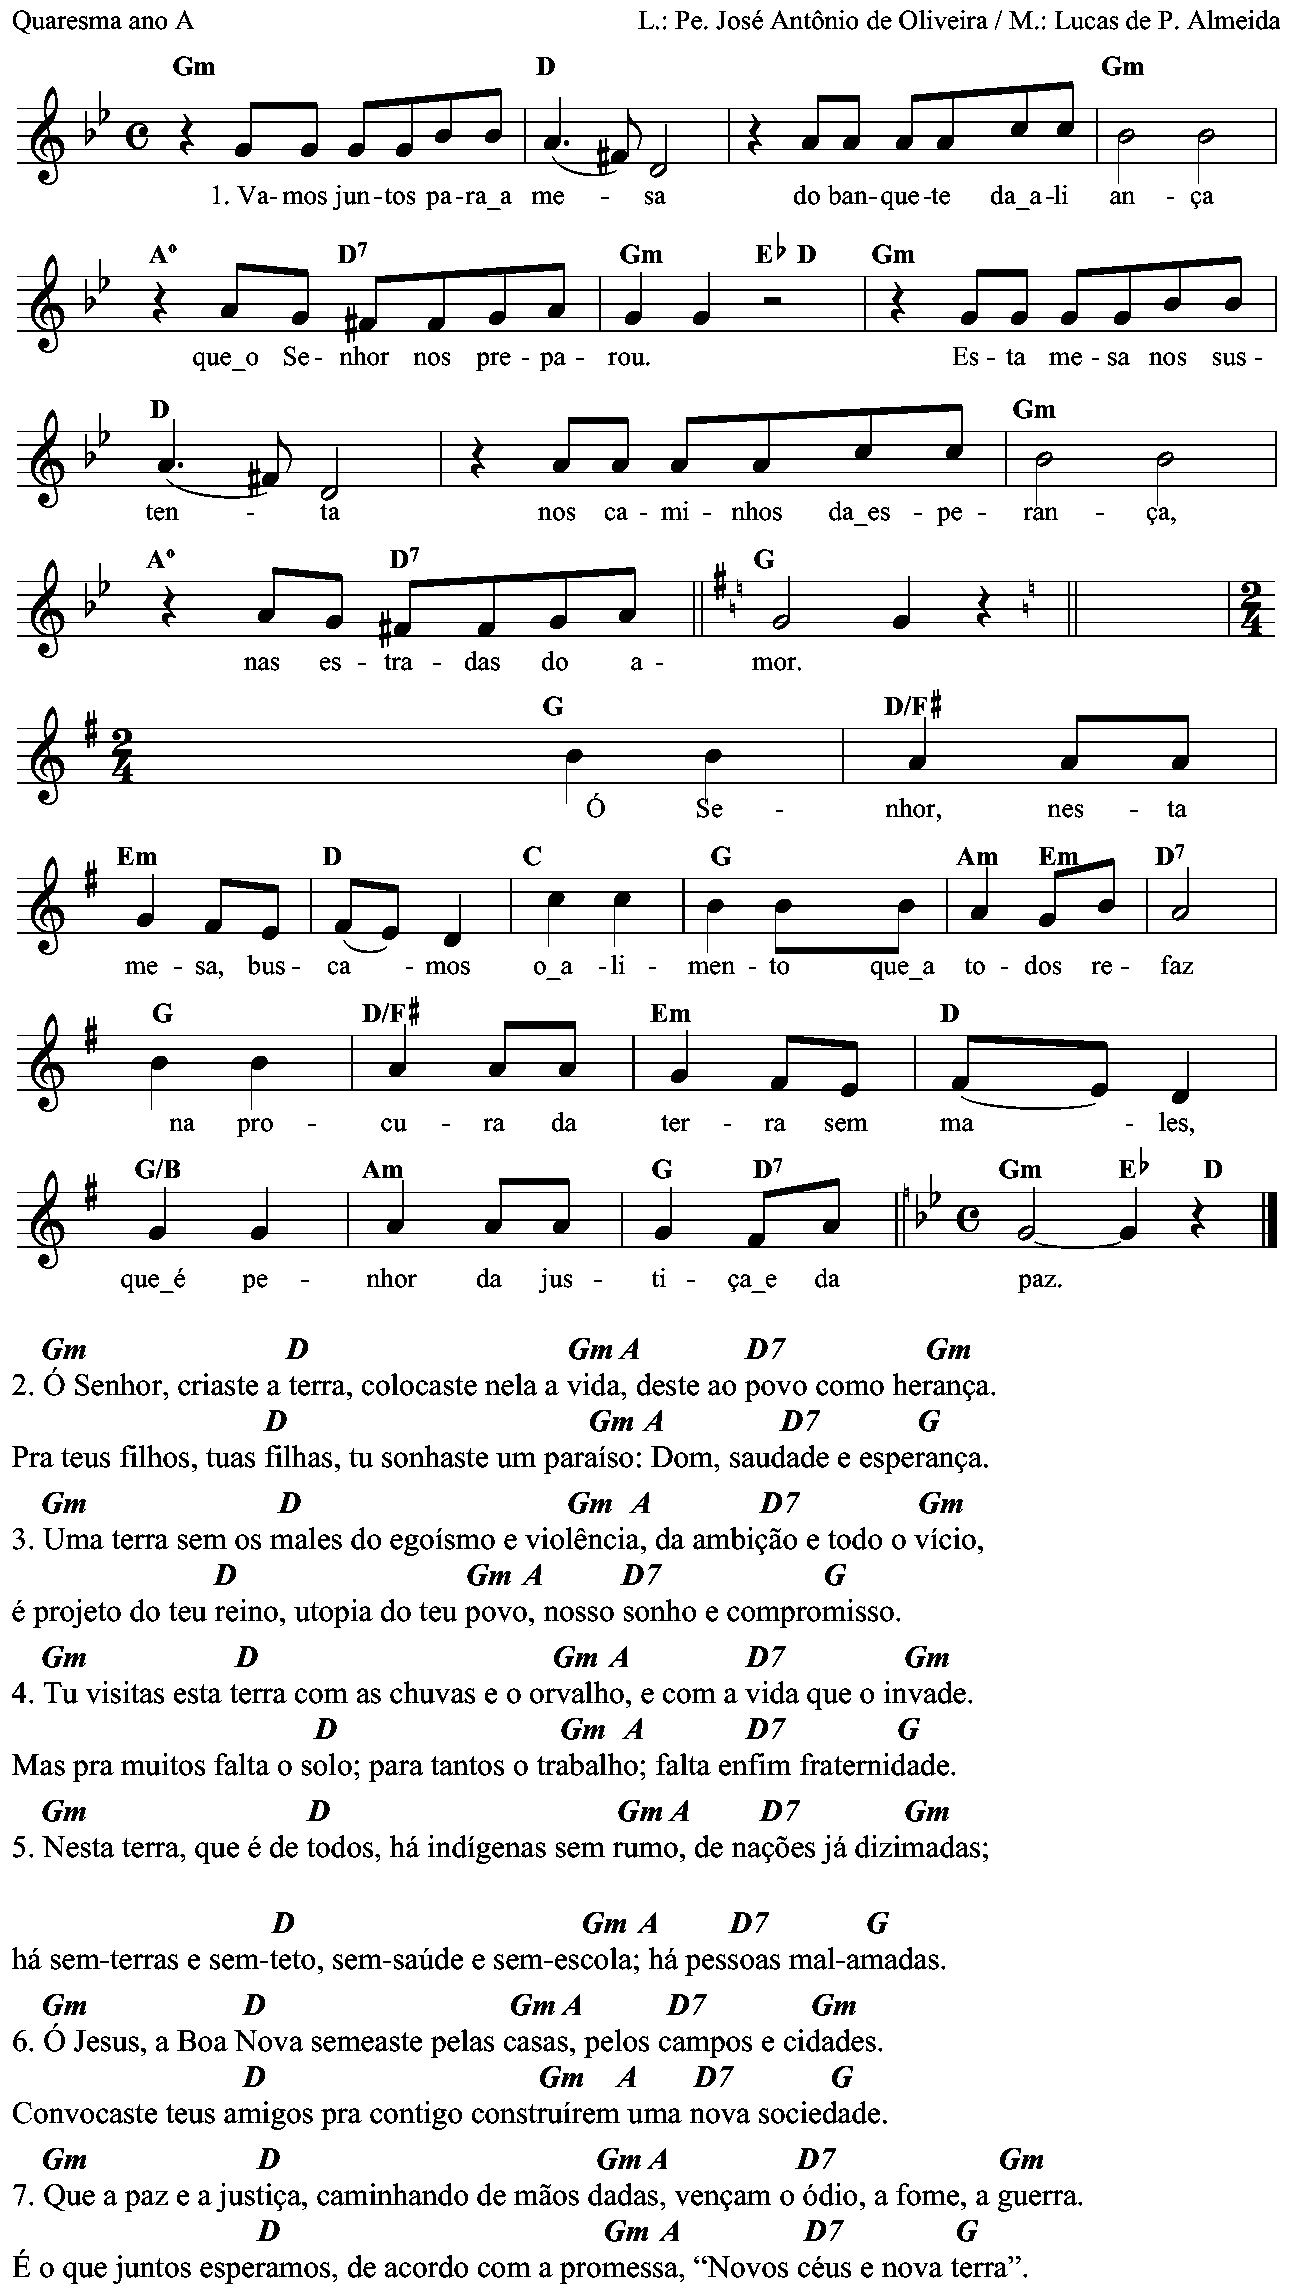 Quaresma ano A L.: Pe. José Antônio de Oliveira / M.: Lucas de P. Almeida
Gm D Gm
1. Va-mos jun-tos pa-ra_a me - sa do ban-que-te da_a-li an - ça
Aº D7 Gm E♭ D Gm
que_o Se- nhor nos pre - pa - rou. Es - ta me - sa nos sus -
D Gm
ten - ta nos ca - mi - nhos da_es - pe - ran - ça,
Aº D7 G
nas es - tra - das do a - mor.
G D/F♯
Ó Se - nhor, nes - ta
Em D C G Am Em D7
me - sa, bus - ca - mos o_a - li - men - to que_a to - dos re - faz
G D/F♯ Em D
na pro - cu - ra da ter - ra sem ma - les,
G/B Am G D7 Gm E♭ D
que_é pe - nhor da jus - ti - ça_e da paz.
Gm D Gm A D7 Gm
2. Ó Senhor, criaste a terra, colocaste nela a vida, deste ao povo como herança.
D Gm A D7 G
Pra teus filhos, tuas filhas, tu sonhaste um paraíso: Dom, saudade e esperança.
Gm D Gm A D7 Gm
3. Uma terra sem os males do egoísmo e violência, da ambição e todo o vício,
D Gm A D7 G
é projeto do teu reino, utopia do teu povo, nosso sonho e compromisso.
Gm D Gm A D7 Gm
4. Tu visitas esta terra com as chuvas e o orvalho, e com a vida que o invade.
D Gm A D7 G
Mas pra muitos falta o solo; para tantos o trabalho; falta enfim fraternidade.
Gm D Gm A D7 Gm
5. Nesta terra, que é de todos, há indígenas sem rumo, de nações já dizimadas;
D Gm A D7 G
há sem-terras e sem-teto, sem-saúde e sem-escola; há pessoas mal-amadas.
Gm D Gm A D7 Gm
6. Ó Jesus, a Boa Nova semeaste pelas casas, pelos campos e cidades.
D Gm A D7 G
Convocaste teus amigos pra contigo construírem uma nova sociedade.
Gm D Gm A D7 Gm
7. Que a paz e a justiça, caminhando de mãos dadas, vençam o ódio, a fome, a guerra.
D Gm A D7 G
É o que juntos esperamos, de acordo com a promessa, “Novos céus e nova terra”.